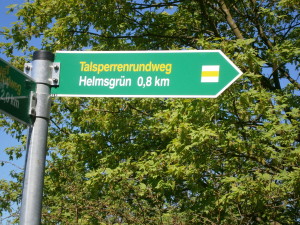 Talsperrenrundweg
Helmsgrün 0,8 km